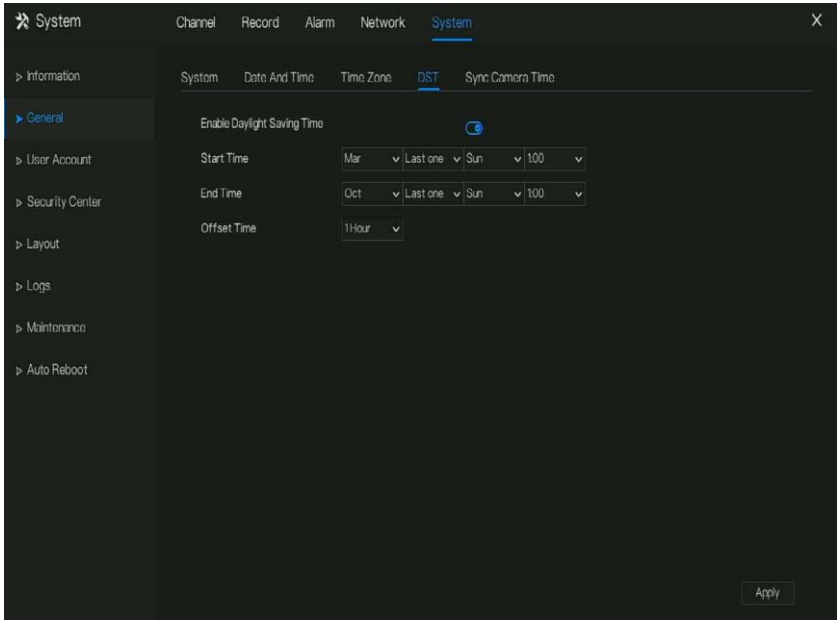 System Channel Record Alarm Network System X
Information
General
User Account
Security Center
Layout
Logs
Maintenance
Auto Reboot
System Date And Time Time Zone DST Sync Camera Time
Enable Daylight Saving Time
Start Time Mar Last one Sun 1:00
End Time Oct Last one Sun 1:00
Offset Time 1Hour
Apply